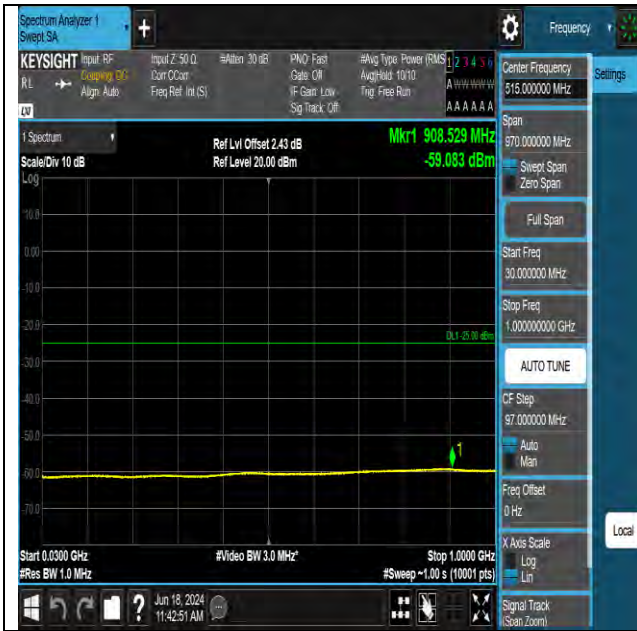 Spectrum Analyzer 1
Swept SA
+
Frequency
KEYSIGHT
Input: RF
Coupling: DC
Align: Auto
RL
Input Z: 50 Ω
Corr CCorr
Freq Ref: Int (S)
#Atten: 30 dB
PNO: Fast
Gate: Off
IF Gain: Low
Sig Track: Off
#Avg Type: Power (RMS)
Avg|Hold: 10/10
Trig: Free Run
1 2 3 4 5 6
A W W W W W
A A A A A A
1 Spectrum
Scale/Div 10 dB
Log
Ref Lvl Offset 2.43 dB
Ref Level 20.00 dBm
Mkr1 908.529 MHz
-59.083 dBm
10.0
0.00
-10.0
-20.0
-30.0
-40.0
-50.0
-60.0
-70.0
DL1 -25.00 dBm
1
Start 0.0300 GHz
#Res BW 1.0 MHz
#Video BW 3.0 MHz*
Stop 1.0000 GHz
#Sweep ~1.00 s (10001 pts)
Jun 18, 2024
11:42:51 AM
?
Center Frequency
515.000000 MHz
Settings
Span
970.000000 MHz
Swept Span
Zero Span
Full Span
Start Freq
30.000000 MHz
Stop Freq
1.000000000 GHz
AUTO TUNE
CF Step
97.000000 MHz
Auto
Man
Freq Offset
0 Hz
X Axis Scale
Log
Lin
Local
Signal Track
(Span Zoom)